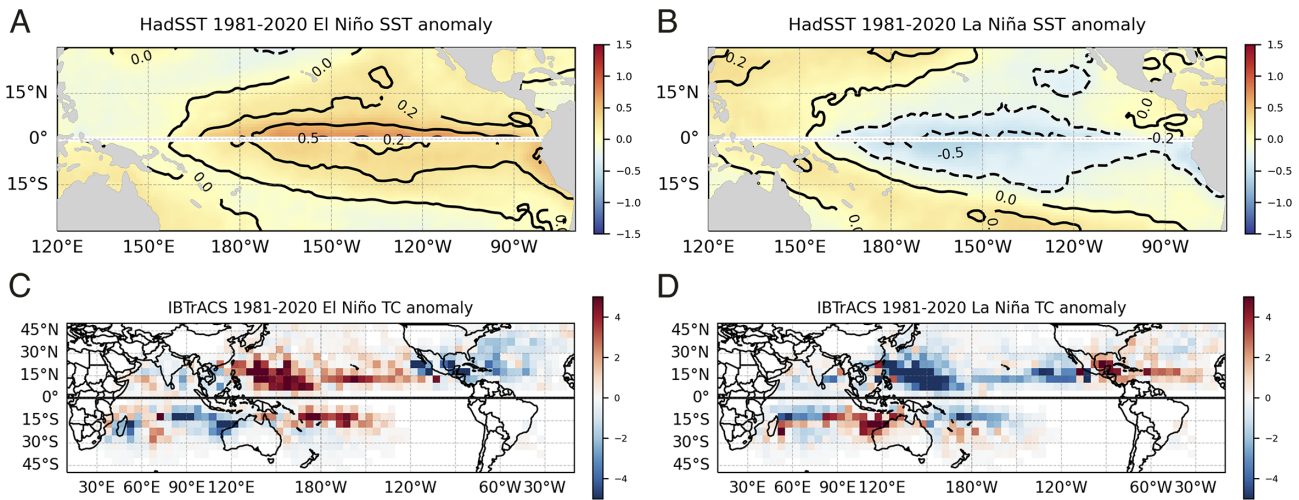 A
HadSST 1981-2020 El Niño SST anomaly
0.0
0.0
0.2
0.5
0.2
0.0
15°N
0°
15°S
120°E 150°E 180°W 150°W 120°W 90°W
1.5
1.0
0.5
0.0
−0.5
−1.0
−1.5
B
HadSST 1981-2020 La Niña SST anomaly
0.2
0.0
-0.2
-0.5
0.0
15°N
0°
15°S
120°E 150°E 180°W 150°W 120°W 90°W
1.5
1.0
0.5
0.0
−0.5
−1.0
−1.5
C
IBTrACS 1981-2020 El Niño TC anomaly
45°N
30°N
15°N
0°
15°S
30°S
45°S
30°E 60°E 90°E 120°E 180°W 120°W 60°W 30°W
4
2
0
−2
−4
D
IBTrACS 1981-2020 La Niña TC anomaly
45°N
30°N
15°N
0°
15°S
30°S
45°S
30°E 60°E 90°E 120°E 180°W 120°W 60°W 30°W
4
2
0
−2
−4